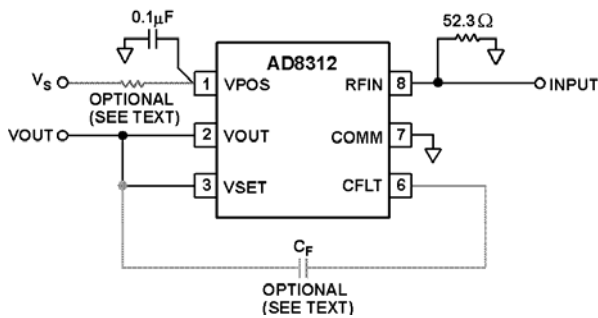 0.1µF
52.3Ω
AD8312
VS
1 VPOS
RFIN 8
INPUT
OPTIONAL
(SEE TEXT)
VOUT
2 VOUT
COMM 7
3 VSET
CFLT 6
CF
OPTIONAL
(SEE TEXT)